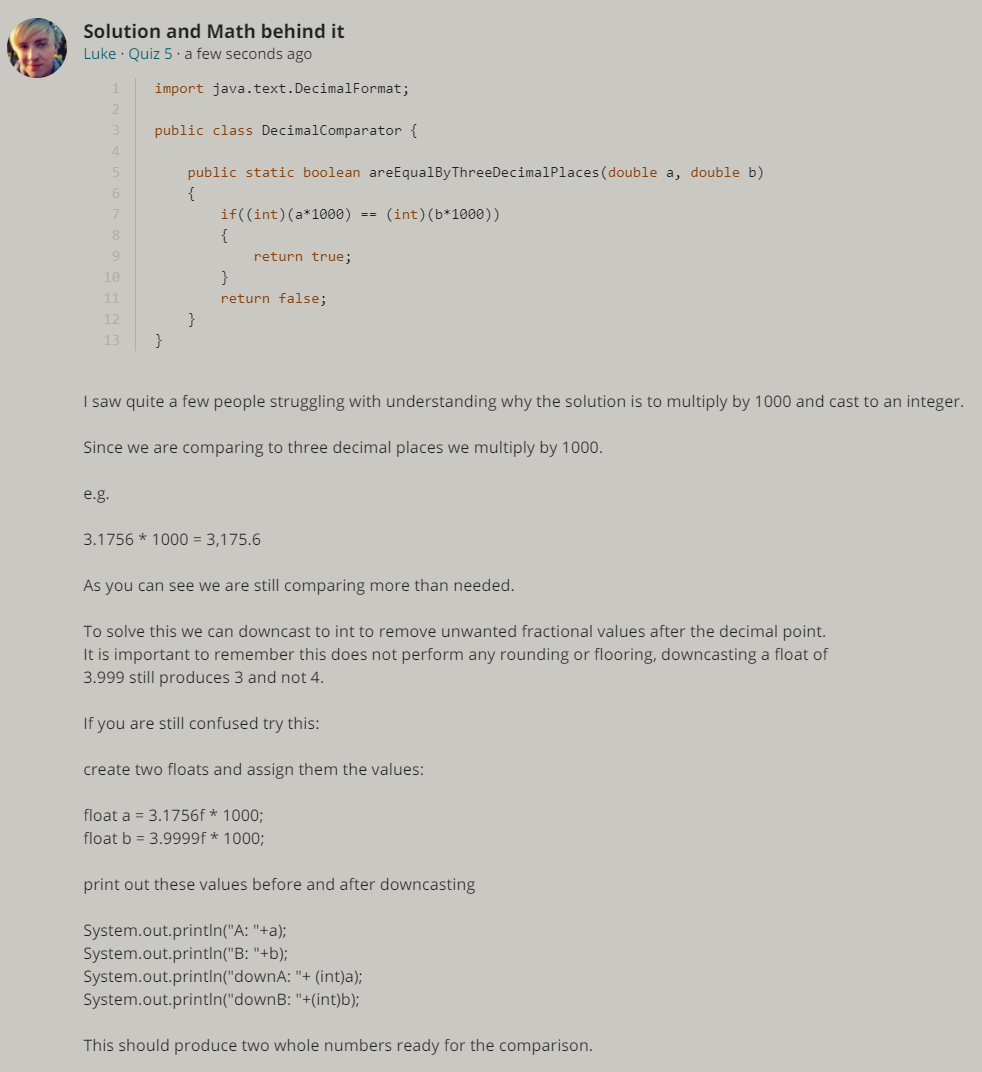 Solution and Math behind it
Luke · Quiz 5 · a few seconds ago
1 import java.text.DecimalFormat;
2
3 public class DecimalComparator {
4
5     public static boolean areEqualByThreeDecimalPlaces(double a, double b)
6     {
7         if((int)(a*1000) == (int)(b*1000))
8         {
9             return true;
10         }
11         return false;
12     }
13 }
I saw quite a few people struggling with understanding why the solution is to multiply by 1000 and cast to an integer.
Since we are comparing to three decimal places we multiply by 1000.
e.g.
3.1756 * 1000 = 3,175.6
As you can see we are still comparing more than needed.
To solve this we can downcast to int to remove unwanted fractional values after the decimal point.
It is important to remember this does not perform any rounding or flooring, downcasting a float of
3.999 still produces 3 and not 4.
If you are still confused try this:
create two floats and assign them the values:
float a = 3.1756f * 1000;
float b = 3.9999f * 1000;
print out these values before and after downcasting
System.out.println("A: "+a);
System.out.println("B: "+b);
System.out.println("downA: "+ (int)a);
System.out.println("downB: "+(int)b);
This should produce two whole numbers ready for the comparison.